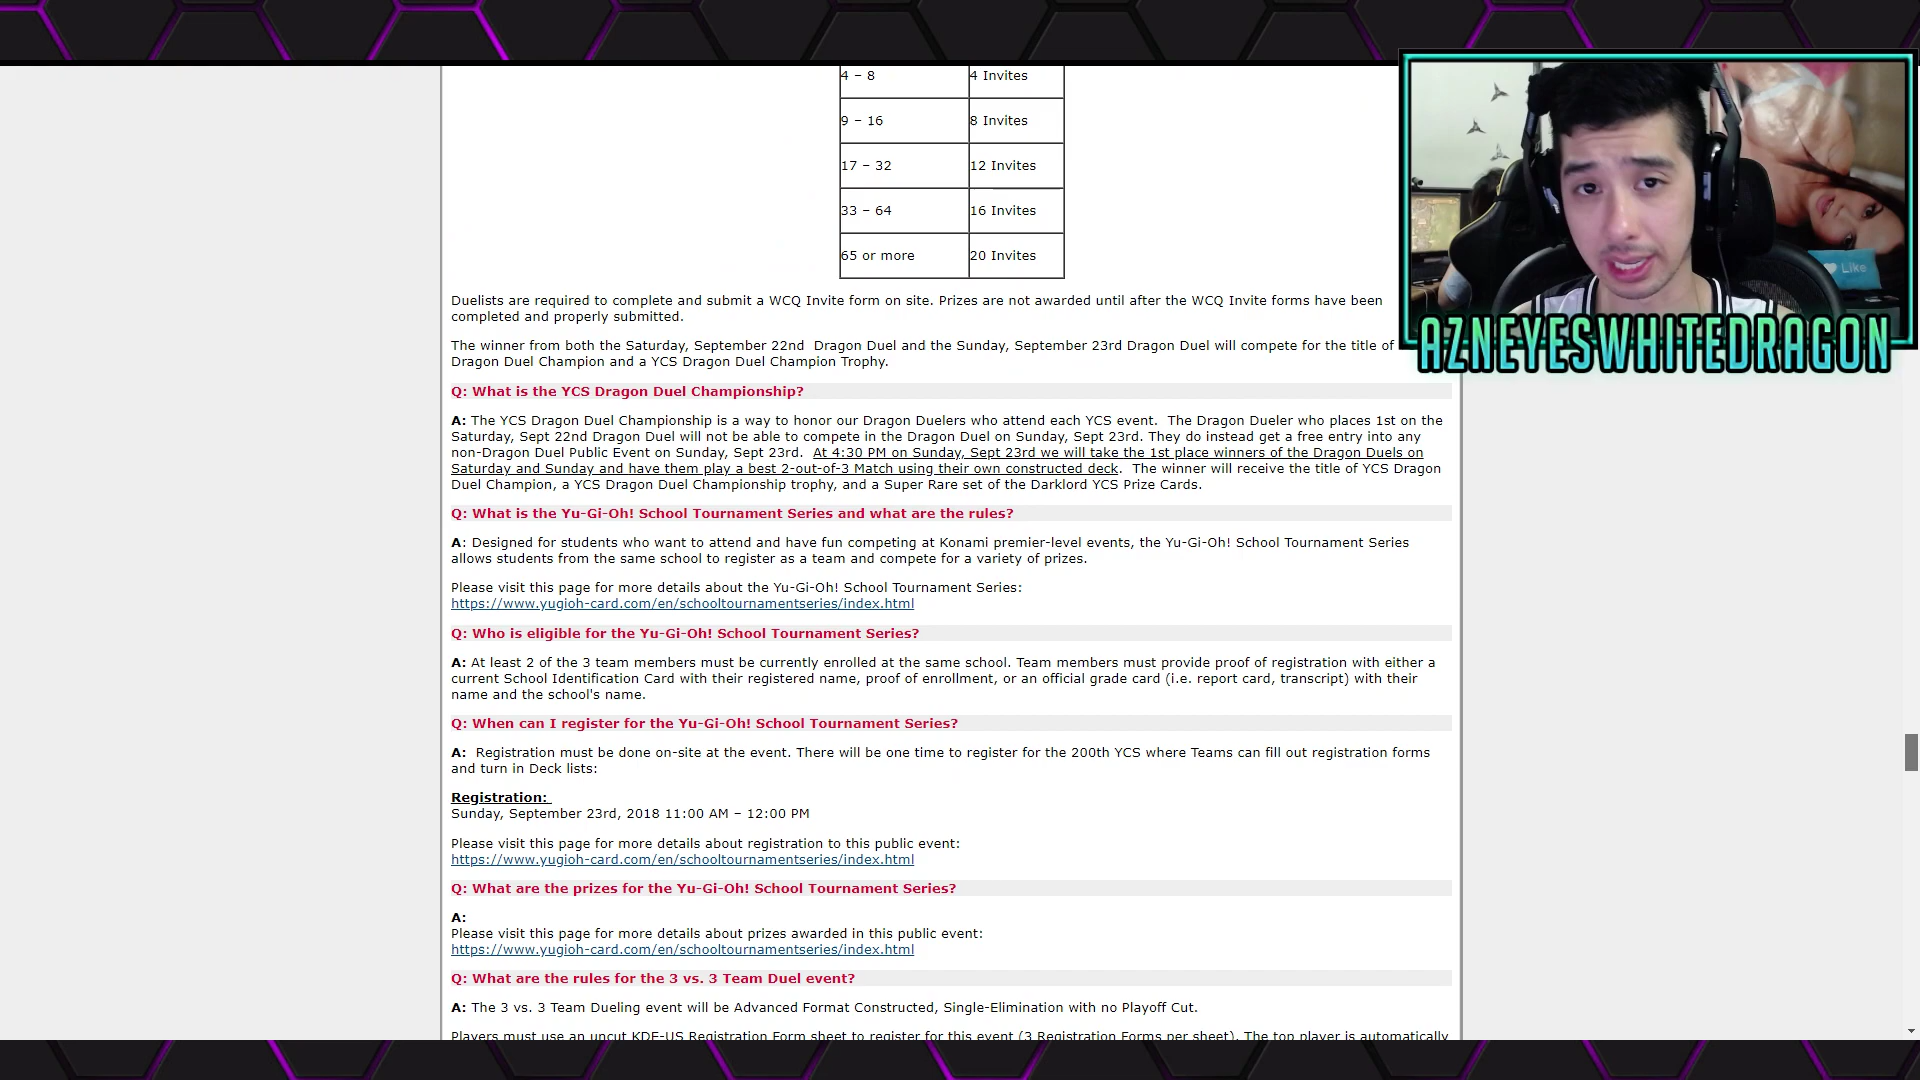 4 – 8 4 Invites
9 – 16 8 Invites
17 – 32 12 Invites
33 – 64 16 Invites
65 or more 20 Invites
Like
AZNEYESWHITEDRAGON
Duelists are required to complete and submit a WCQ Invite form on site. Prizes are not awarded until after the WCQ Invite forms have been
completed and properly submitted.
The winner from both the Saturday, September 22nd  Dragon Duel and the Sunday, September 23rd Dragon Duel will compete for the title of
Dragon Duel Champion and a YCS Dragon Duel Champion Trophy.
Q: What is the YCS Dragon Duel Championship?
A: The YCS Dragon Duel Championship is a way to honor our Dragon Duelers who attend each YCS event.  The Dragon Dueler who places 1st on the
Saturday, Sept 22nd Dragon Duel will not be able to compete in the Dragon Duel on Sunday, Sept 23rd. They do instead get a free entry into any
non-Dragon Duel Public Event on Sunday, Sept 23rd.  At 4:30 PM on Sunday, Sept 23rd we will take the 1st place winners of the Dragon Duels on
Saturday and Sunday and have them play a best 2-out-of-3 Match using their own constructed deck.  The winner will receive the title of YCS Dragon
Duel Champion, a YCS Dragon Duel Championship trophy, and a Super Rare set of the Darklord YCS Prize Cards.
Q: What is the Yu-Gi-Oh! School Tournament Series and what are the rules?
A: Designed for students who want to attend and have fun competing at Konami premier-level events, the Yu-Gi-Oh! School Tournament Series
allows students from the same school to register as a team and compete for a variety of prizes.
Please visit this page for more details about the Yu-Gi-Oh! School Tournament Series:
https://www.yugioh-card.com/en/schooltournamentseries/index.html
Q: Who is eligible for the Yu-Gi-Oh! School Tournament Series?
A: At least 2 of the 3 team members must be currently enrolled at the same school. Team members must provide proof of registration with either a
current School Identification Card with their registered name, proof of enrollment, or an official grade card (i.e. report card, transcript) with their
name and the school's name.
Q: When can I register for the Yu-Gi-Oh! School Tournament Series?
A:  Registration must be done on-site at the event. There will be one time to register for the 200th YCS where Teams can fill out registration forms
and turn in Deck lists:
Registration:
Sunday, September 23rd, 2018 11:00 AM – 12:00 PM
Please visit this page for more details about registration to this public event:
https://www.yugioh-card.com/en/schooltournamentseries/index.html
Q: What are the prizes for the Yu-Gi-Oh! School Tournament Series?
A:
Please visit this page for more details about prizes awarded in this public event:
https://www.yugioh-card.com/en/schooltournamentseries/index.html
Q: What are the rules for the 3 vs. 3 Team Duel event?
A: The 3 vs. 3 Team Dueling event will be Advanced Format Constructed, Single-Elimination with no Playoff Cut.
Players must use an uncut KDE-US Registration Form sheet to register for this event (3 Registration Forms per sheet). The top player is automatically